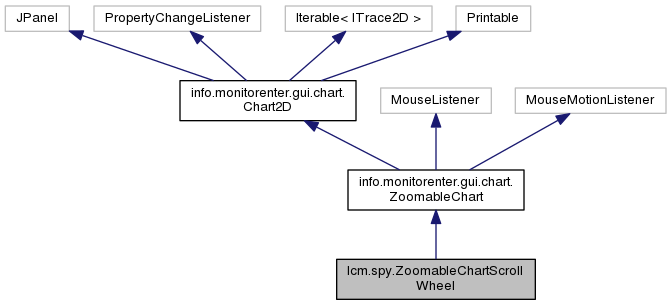 JPanel
PropertyChangeListener
Iterable< ITrace2D >
Printable
info.monitorenter.gui.chart.
Chart2D
MouseListener
MouseMotionListener
info.monitorenter.gui.chart.
ZoomableChart
lcm.spy.ZoomableChartScroll
Wheel